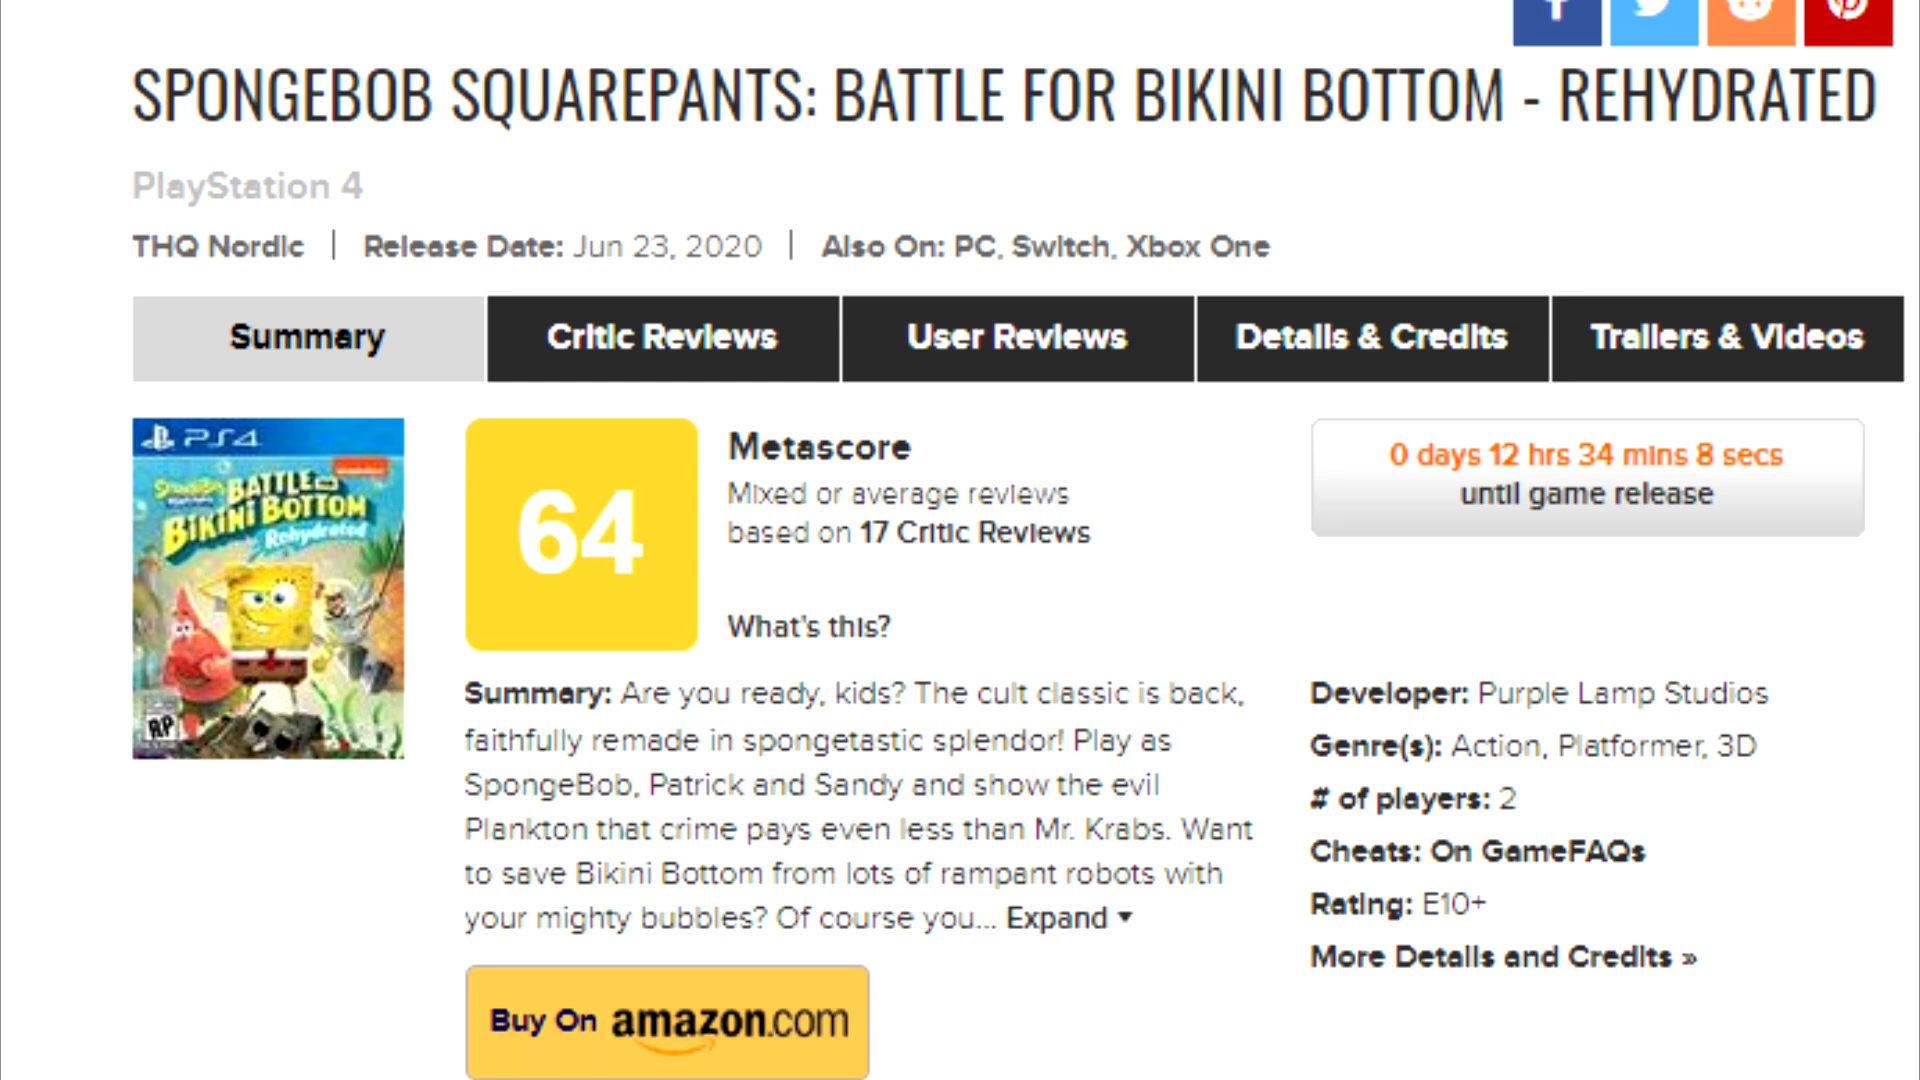 SPONGEBOB SQUAREPANTS: BATTLE FOR BIKINI BOTTOM - REHYDRATED
PlayStation 4
THQ Nordic | Release Date: Jun 23, 2020 | Also On: PC, Switch, Xbox One
Summary Critic Reviews User Reviews Details & Credits Trailers & Videos
PS4
BATTLE FOR
BIKINI BOTTOM
Rehydrated
RP
64
Metascore
Mixed or average reviews
based on 17 Critic Reviews
What's this?
0 days 12 hrs 34 mins 8 secs
until game release
Summary: Are you ready, kids? The cult classic is back,
faithfully remade in spongetastic splendor! Play as
SpongeBob, Patrick and Sandy and show the evil
Plankton that crime pays even less than Mr. Krabs. Want
to save Bikini Bottom from lots of rampant robots with
your mighty bubbles? Of course you... Expand
Developer: Purple Lamp Studios
Genre(s): Action, Platformer, 3D
# of players: 2
Cheats: On GameFAQs
Rating: E10+
More Details and Credits »
Buy On amazon.com